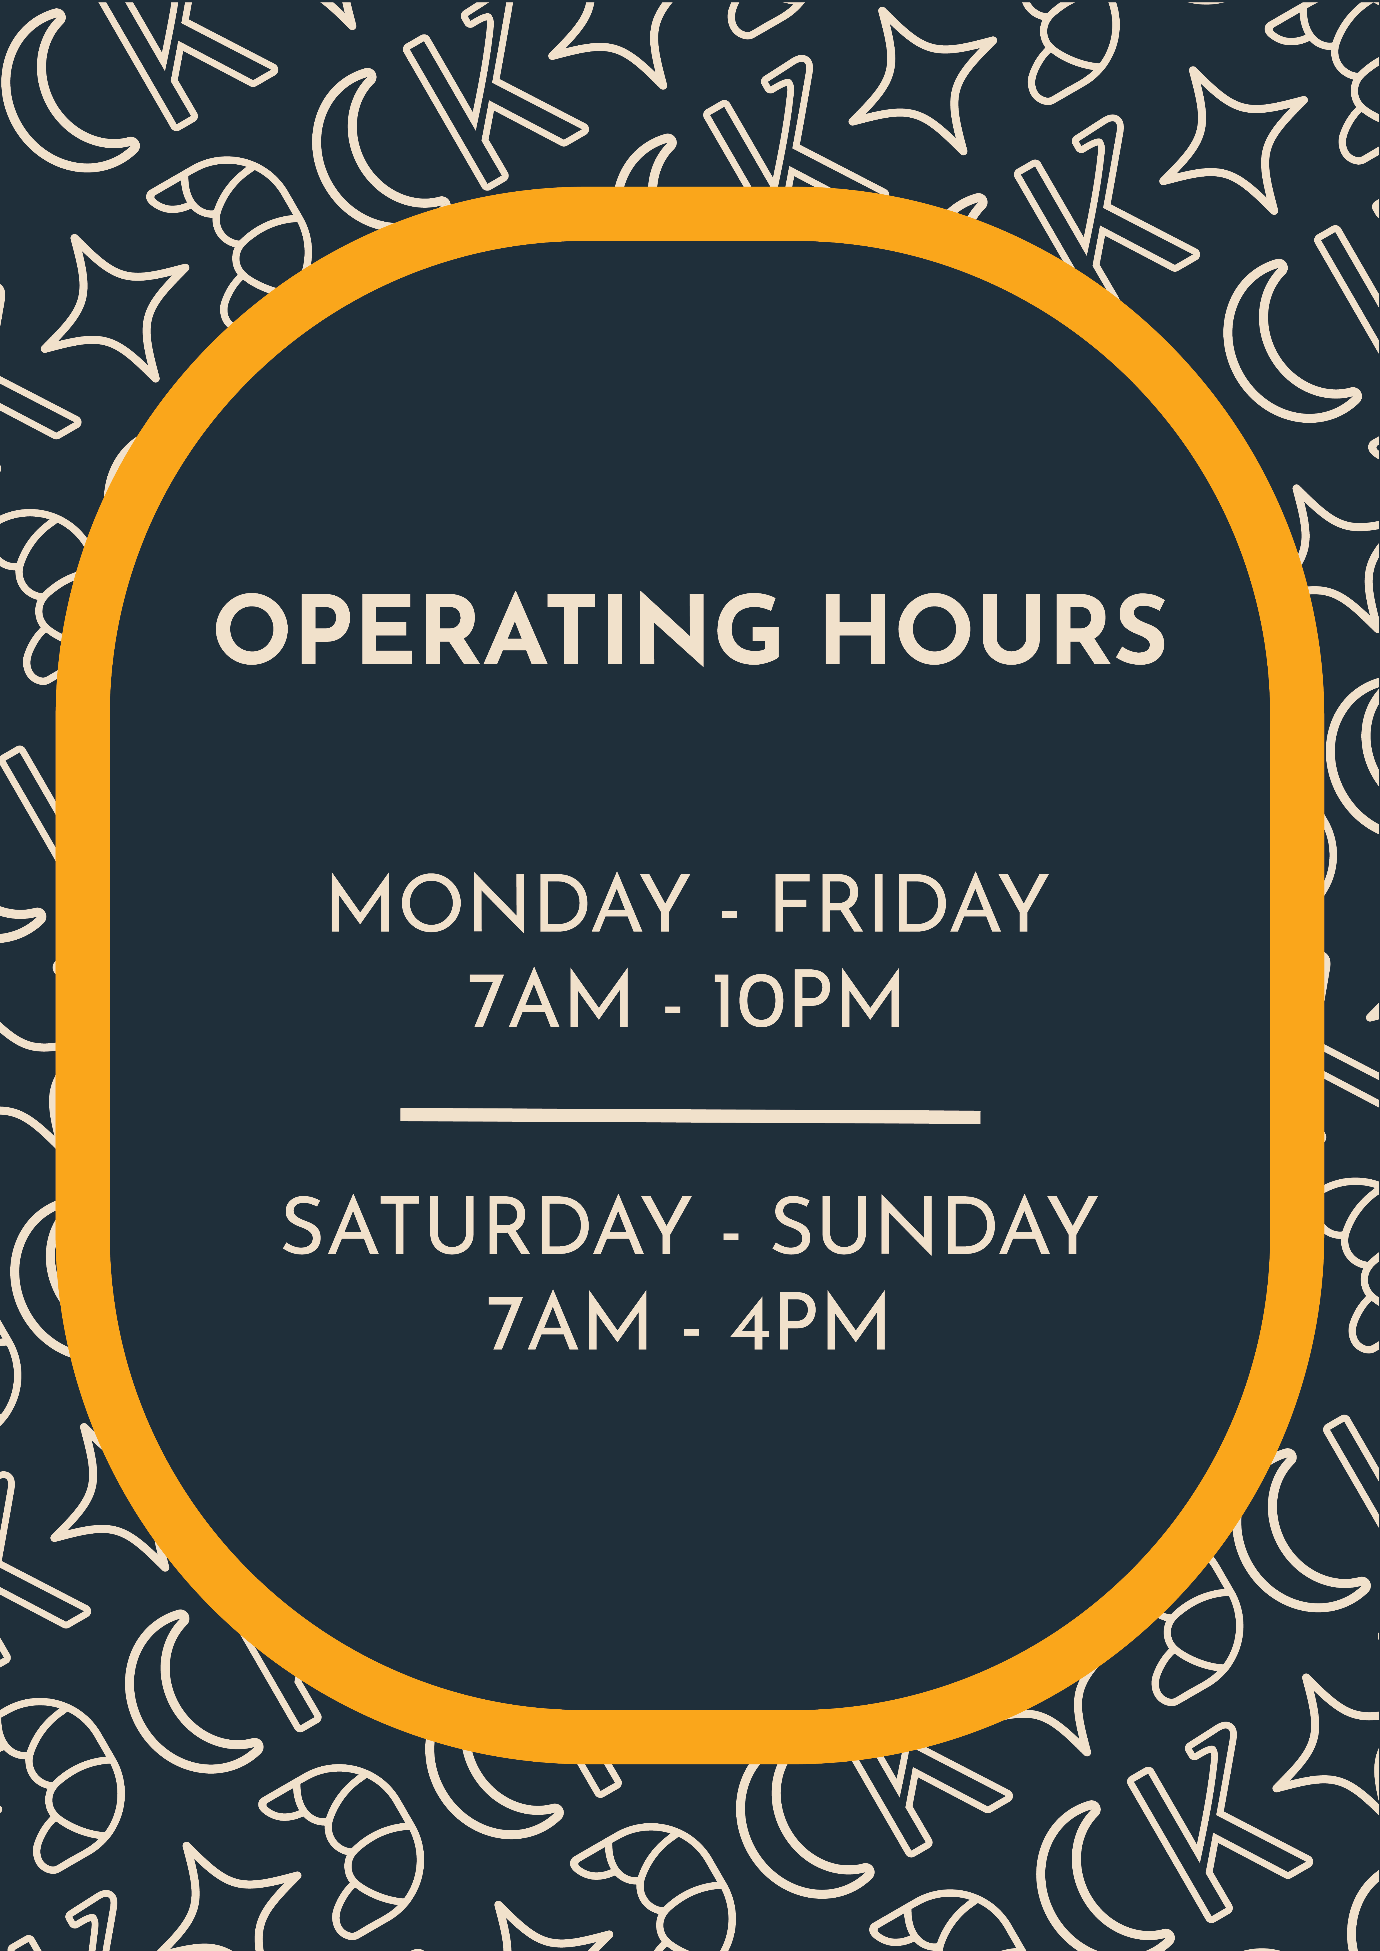 OPERATING HOURS
MONDAY - FRIDAY
7AM - 10PM
SATURDAY - SUNDAY
7AM - 4PM